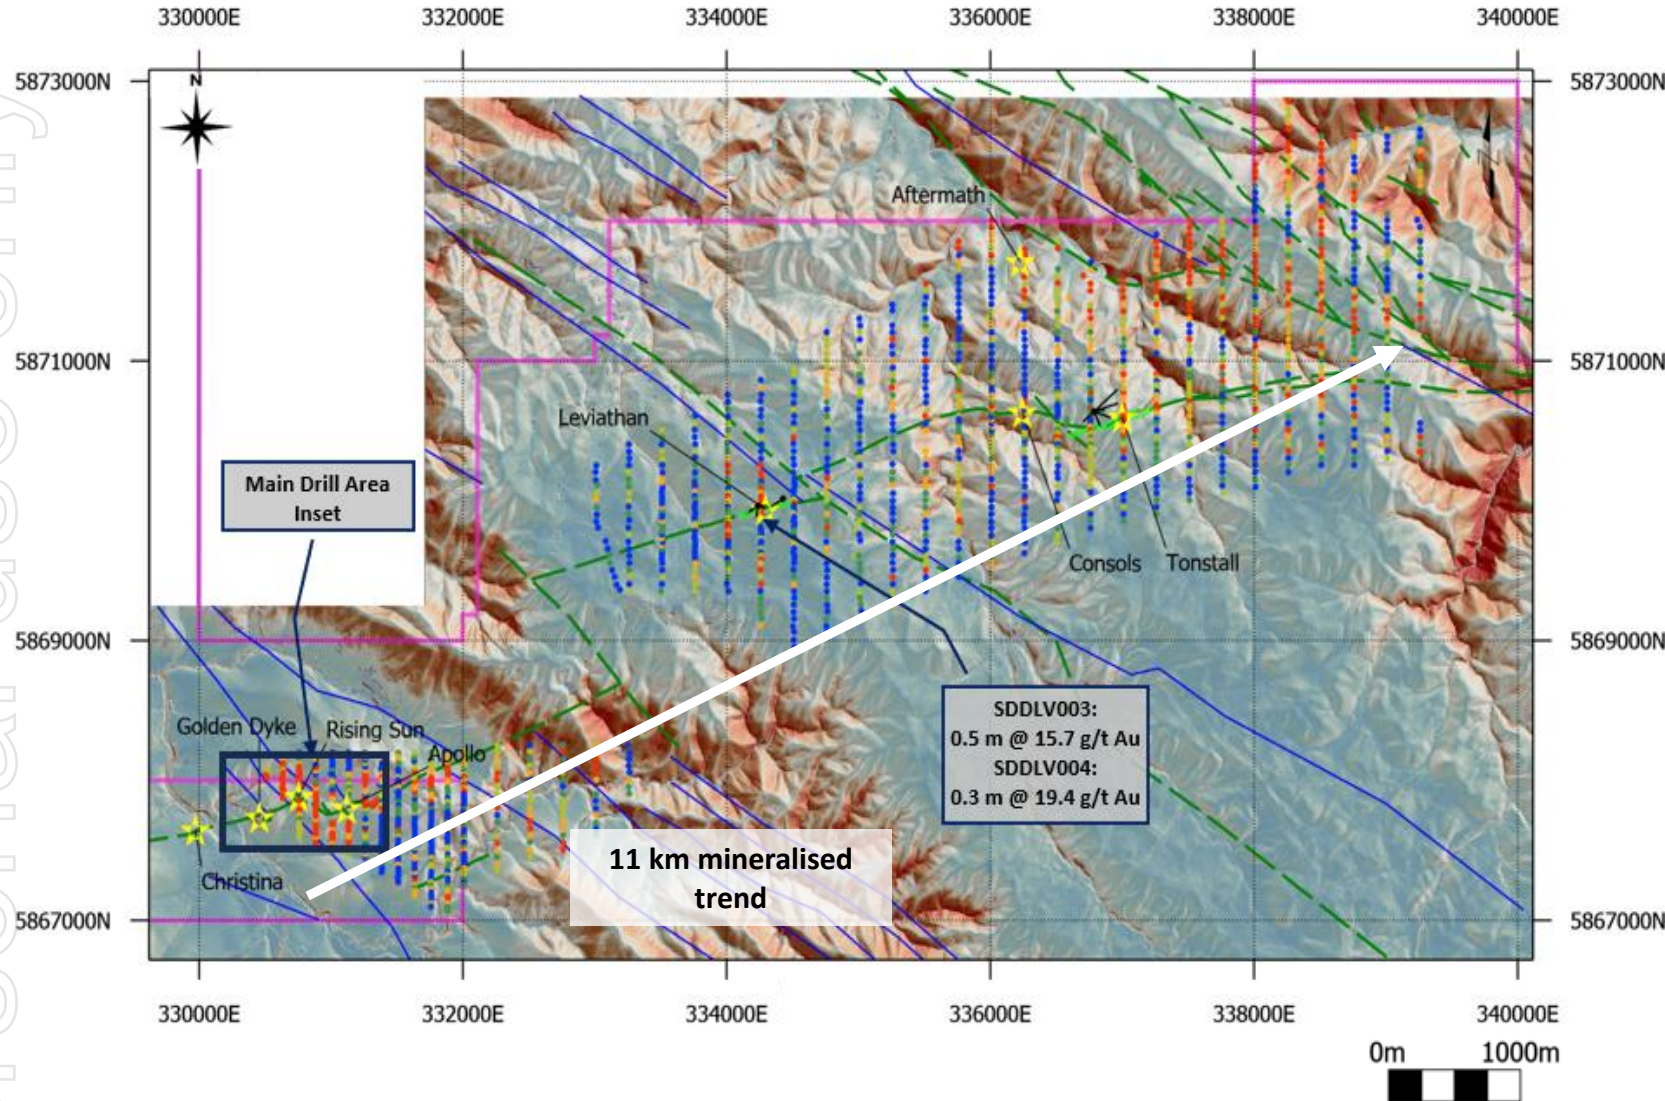 330000E 332000E 334000E 336000E 338000E 340000E
5873000N 5873000N
N
Aftermath
5871000N 5871000N
Leviathan
Main Drill Area
Inset
Consols Tonstall
5869000N 5869000N
SDDLV003:
0.5 m @ 15.7 g/t Au
SDDLV004:
0.3 m @ 19.4 g/t Au
Golden Dyke Rising Sun
Apollo
11 km mineralised
trend
Christina
5867000N 5867000N
330000E 332000E 334000E 336000E 338000E 340000E
0m 1000m